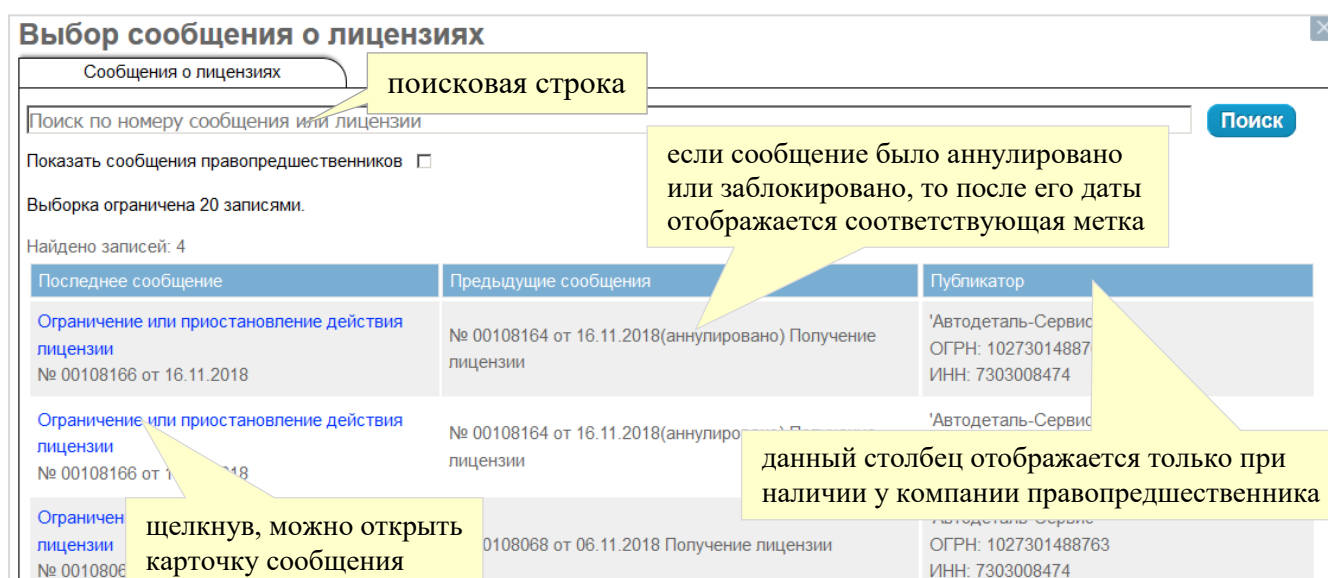 Выбор сообщения о лицензиях
Сообщения о лицензиях
поисковая строка
Поиск по номеру сообщения или лицензии
Поиск
Показать сообщения правопредшественников
если сообщение было аннулировано
или заблокировано, то после его даты
отображается соответствующая метка
Выборка ограничена 20 записями.
Найдено записей: 4
Последнее сообщение
Предыдущие сообщения
Публикатор
Ограничение или приостановление действия
лицензии
№ 00108166 от 16.11.2018
№ 00108164 от 16.11.2018(аннулировано) Получение
лицензии
'Автодеталь-Сервис
ОГРН: 1027301488
ИНН: 7303008474
Ограничение или приостановление действия
лицензии
№ 00108166 от
№ 00108164 от 16.11.2018
лицензии
'Автодеталь-Сервис
данный столбец отображается только при
наличии у компании правопредшественника
щелкнув, можно открыть
карточку сообщения
лицензии
от 06.11.2018 Получение лицензии
ОГРН: 1027301488763
ИНН: 7303008474